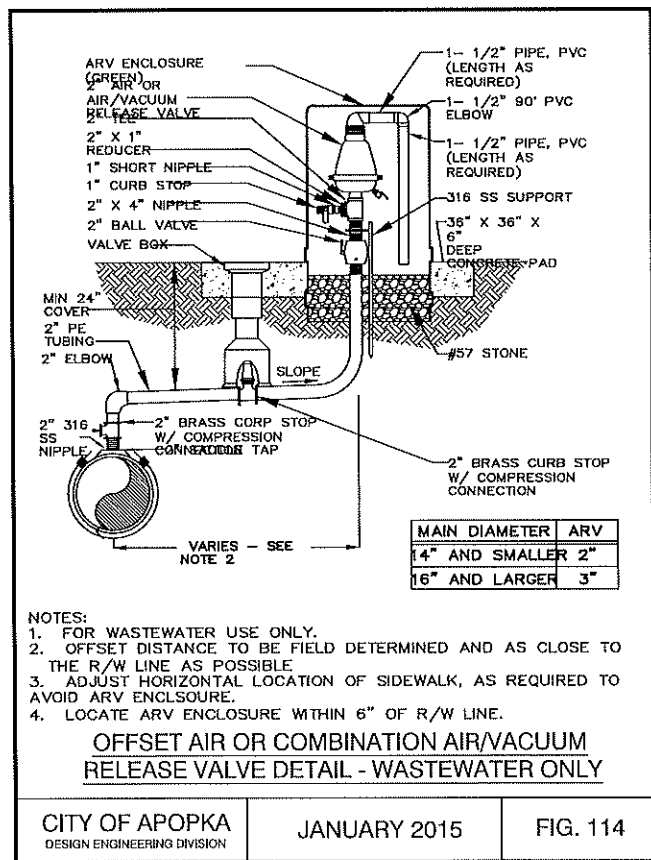 ARV ENCLOSURE
(GREEN)
2" AIR OR
AIR/VACUUM
RELEASE VALVE
2" TEE
2" X 1"
REDUCER
1" SHORT NIPPLE
1" CURB STOP
2" X 4" NIPPLE
2" BALL VALVE
VALVE BOX
1- 1/2" PIPE, PVC
(LENGTH AS
REQUIRED)
1- 1/2" 90' PVC
ELBOW
1- 1/2" PIPE, PVC
(LENGTH AS
REQUIRED)
316 SS SUPPORT
36" X 36" X
6"
DEEP
CONCRETE PAD
#57 STONE
MIN 24"
COVER
2" PE
TUBING
2" ELBOW
SLOPE
2" 316
SS
NIPPLE
2" BRASS CORP STOP
W/ COMPRESSION
TAP
2" BRASS CURB STOP
W/ COMPRESSION
CONNECTION
VARIES - SEE
NOTE 2
MAIN DIAMETER ARV
14" AND SMALLER 2"
16" AND LARGER 3"
NOTES:
1. FOR WASTEWATER USE ONLY.
2. OFFSET DISTANCE TO BE FIELD DETERMINED AND AS CLOSE TO
THE R/W LINE AS POSSIBLE
3. ADJUST HORIZONTAL LOCATION OF SIDEWALK, AS REQUIRED TO
AVOID ARV ENCLSOURE.
4. LOCATE ARV ENCLOSURE WITHIN 6" OF R/W LINE.
OFFSET AIR OR COMBINATION AIR/VACUUM
RELEASE VALVE DETAIL - WASTEWATER ONLY
CITY OF APOPKA
DESIGN ENGINEERING DIVISION
JANUARY 2015
FIG. 114